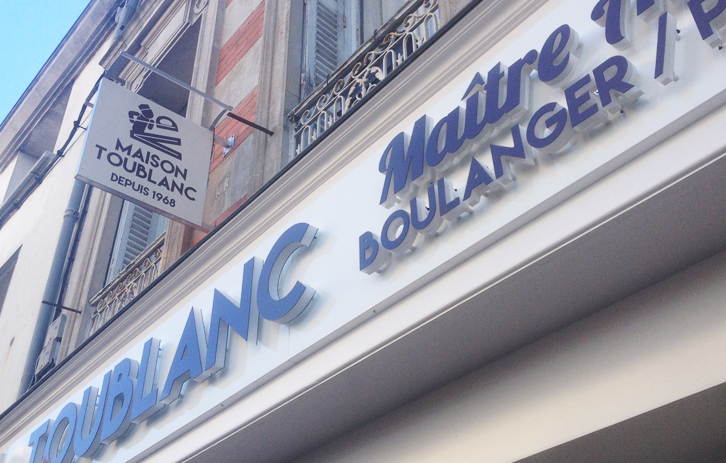 MAISON
TOUBLANC
DEPUIS 1968
TOUBLANC
Maître
BOULANGER /